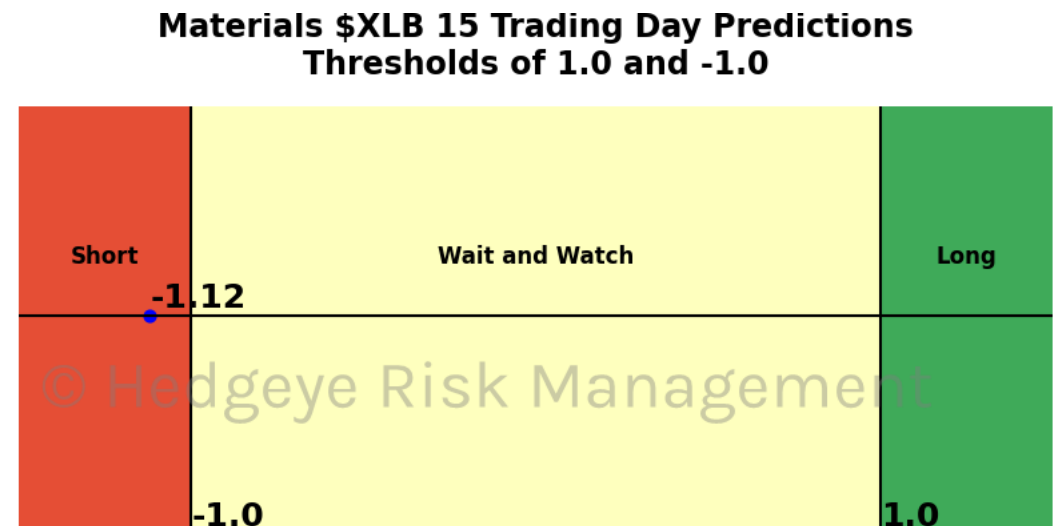 Materials $XLB 15 Trading Day Predictions
Thresholds of 1.0 and -1.0
Short
Wait and Watch
Long
-1.12
© Hedgeye Risk Management
-1.0
1.0